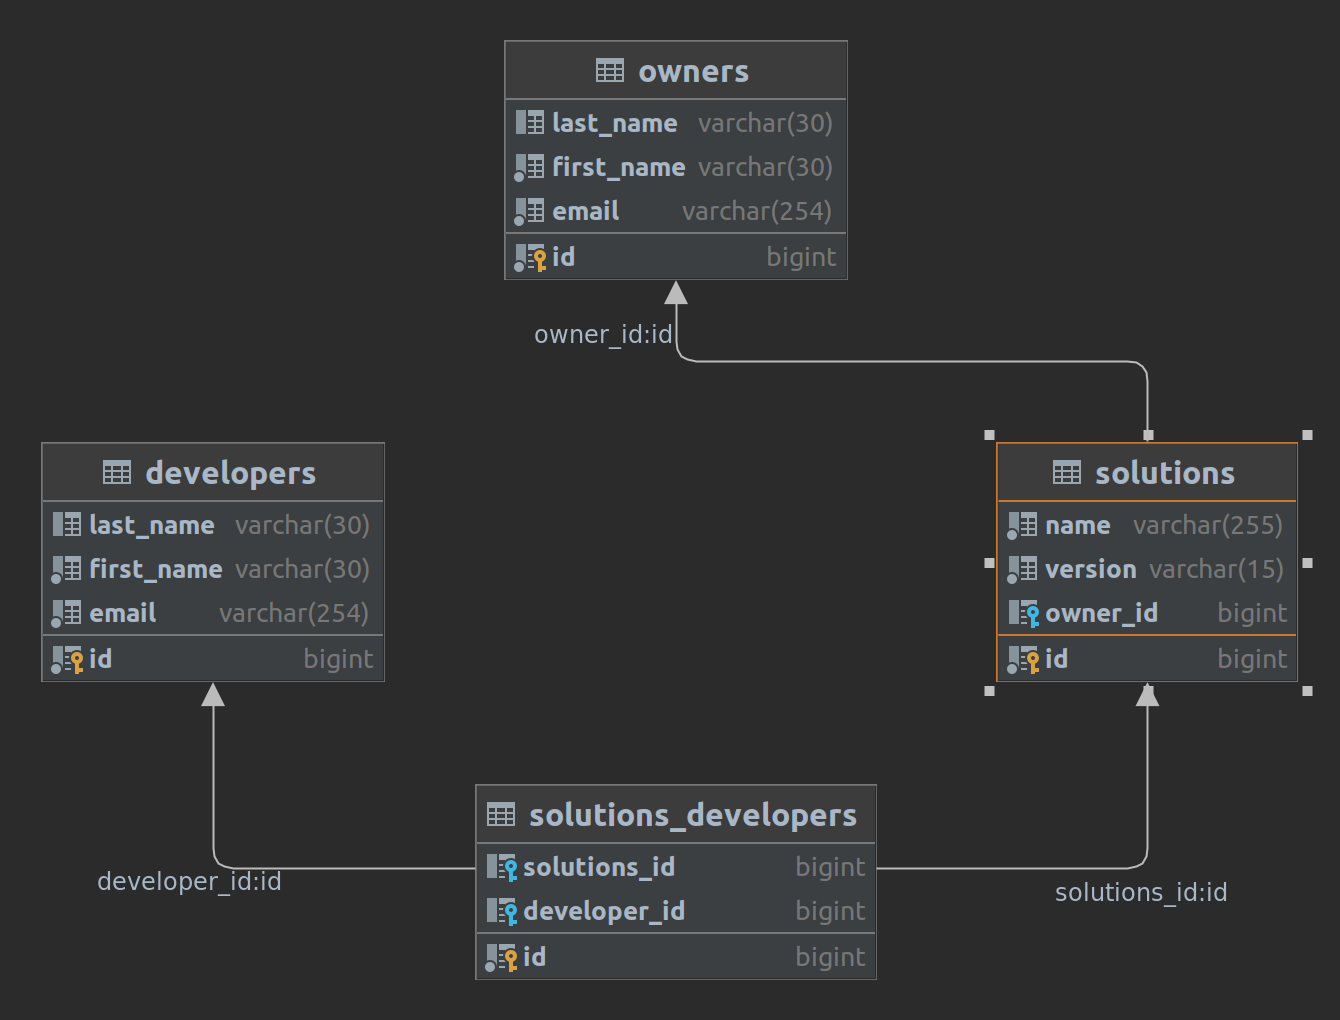 owners
last_name varchar(30)
first_name varchar(30)
email varchar(254)
id bigint
owner_id:id
developers
last_name varchar(30)
first_name varchar(30)
email varchar(254)
id bigint
solutions
name varchar(255)
version varchar(15)
owner_id bigint
id bigint
solutions_developers
solutions_id bigint
developer_id bigint
id bigint
developer_id:id
solutions_id:id